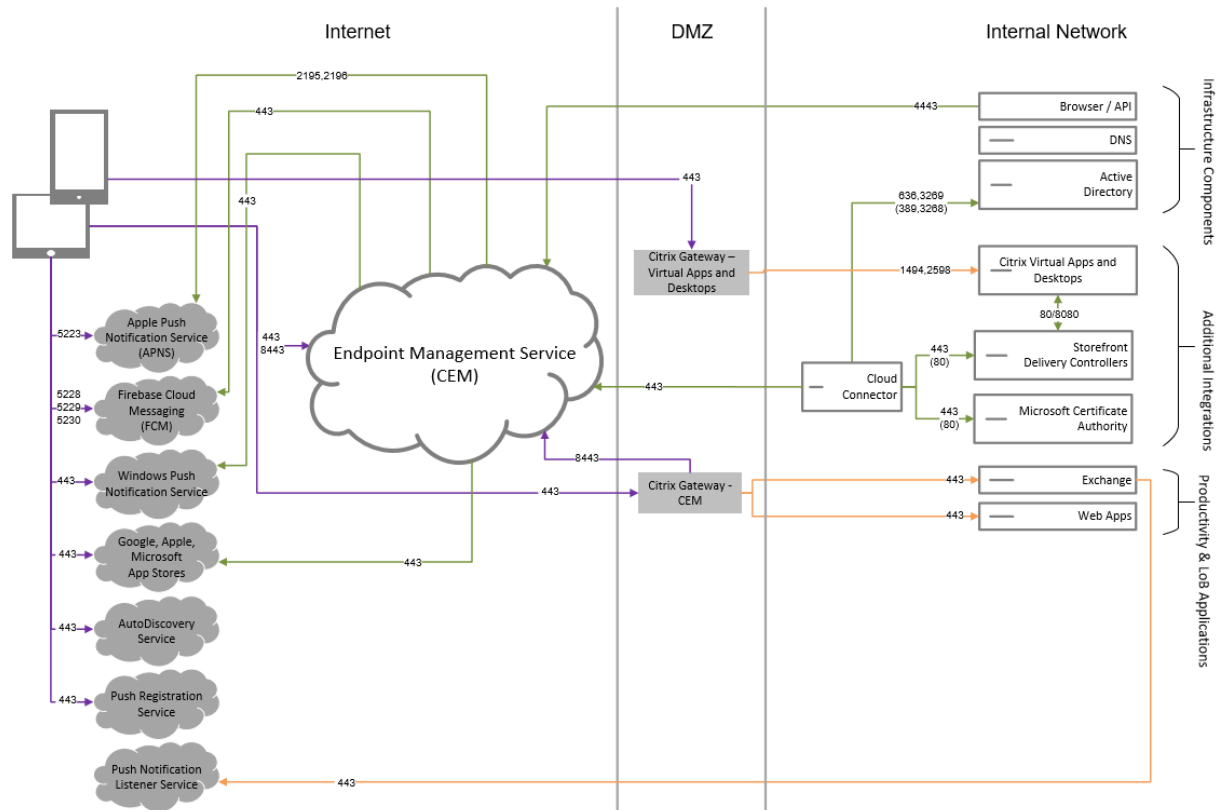 Internet
DMZ
Internal Network
2195,2196
443
443
4443
Browser / API
DNS
Active
Directory
Infrastructure Components
443
636,3269
(389,3268)
Citrix Gateway –
Virtual Apps and
Desktops
1494,2598
Citrix Virtual Apps and
Desktops
80/8080
5223
Apple Push
Notification Service
(APNS)
443
8443
Endpoint Management Service
(CEM)
443
Cloud
Connector
443
(80)
Storefront
Delivery Controllers
443
(80)
Microsoft Certificate
Authority
Additional Integrations
5228
5229
5230
Firebase Cloud
Messaging
(FCM)
8443
443
Windows Push
Notification Service
443
Citrix Gateway -
CEM
443
Exchange
443
Web Apps
Productivity & LoB Applications
443
Google, Apple,
Microsoft
App Stores
443
443
AutoDiscovery
Service
443
Push Registration
Service
Push Notification
Listener Service
443